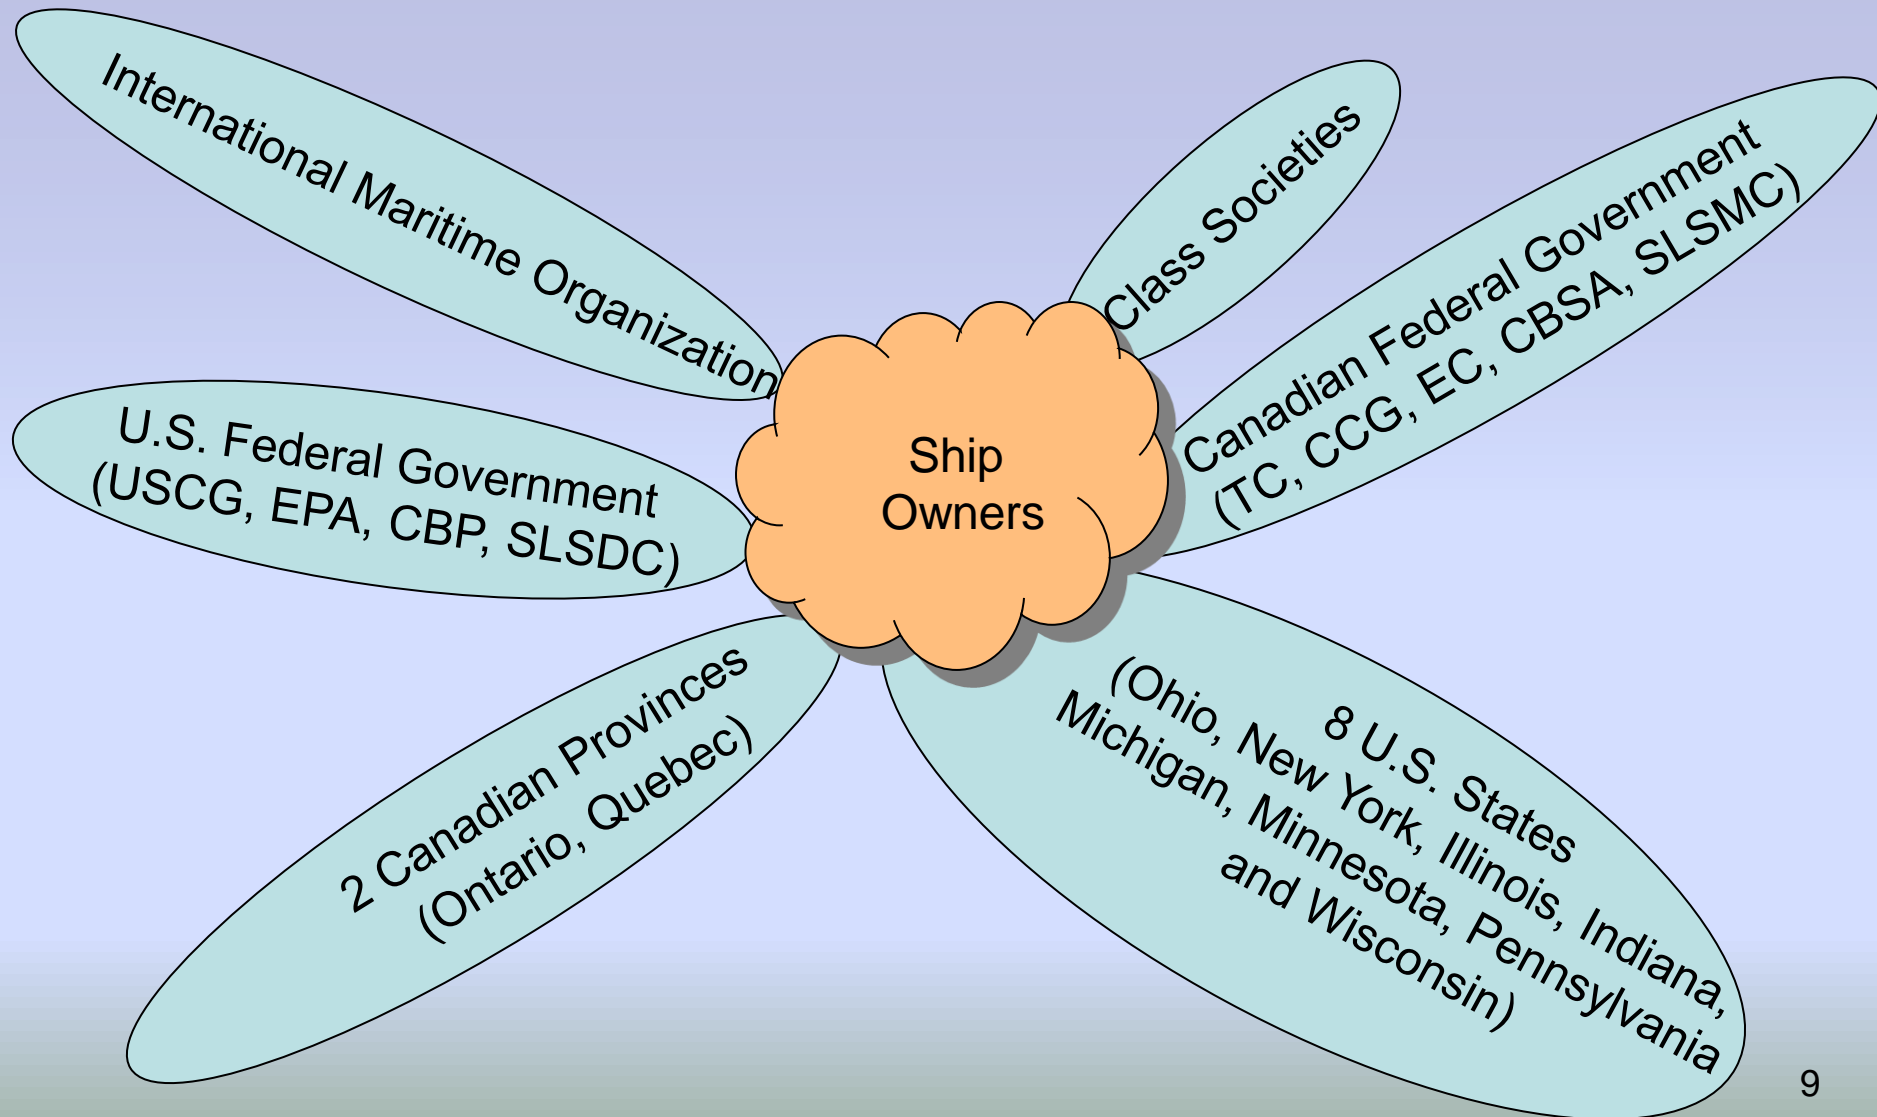 International Maritime Organization
Class Societies
Canadian Federal Government
(TC, CCG, EC, CBSA, SLSMC)
U.S. Federal Government
(USCG, EPA, CBP, SLSDC)
Ship
Owners
2 Canadian Provinces
(Ontario, Quebec)
8 U.S. States
(Ohio, New York, Illinois, Indiana,
Michigan, Minnesota, Pennsylvania
and Wisconsin)
9